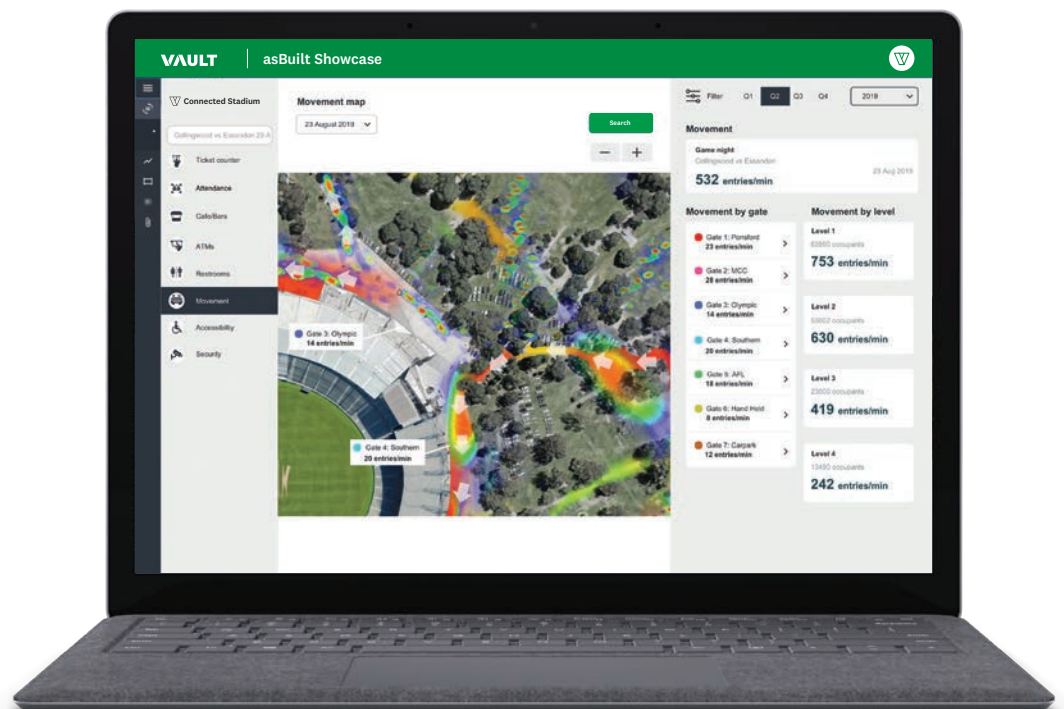 VAULT
asBuilt Showcase
Connected Stadium
Collingwood vs Essendon 23 A
Ticket counter
Attendance
Cafe/Bars
ATMs
Restrooms
Movement
Accessibility
Security
Movement map
23 August 2019
Search
Gate 3: Olympic
14 entries/min
Gate 4: Southern
20 entries/min
Filter Q1 Q2 Q3 Q4
Movement
Game night
Collingwood vs Essendon
23 Aug 2019
532 entries/min
Movement by gate
Gate 1: Ponsford
23 entries/min
Gate 2: MCC
28 entries/min
Gate 3: Olympic
14 entries/min
Gate 4: Southern
20 entries/min
AFL
18 entries/min
Gate 6:
8 entries/min
Gate 7: Carpark
12 entries/min
Movement by level
Level 1
occupants
753 entries/min
Level 2
occupants
630 entries/min
Level 3
occupants
419 entries/min
Level 4
13490 occupants
242 entries/min